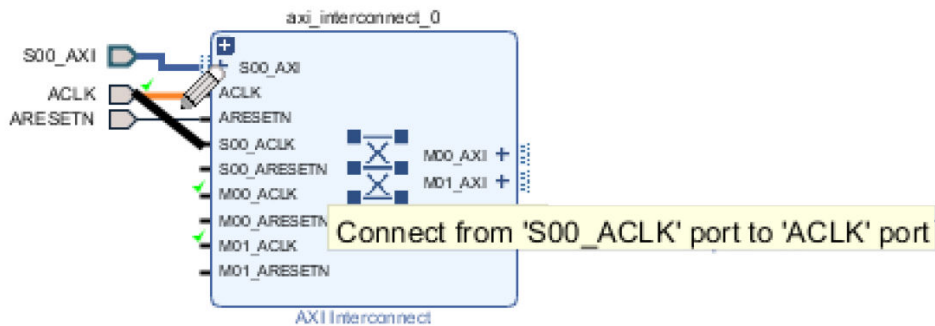 axi_interconnect_0
S00_AXI
S00_AXI
ACLK
ACLK
ARESETN
ARESETN
S00_ACLK
S00_ARESETN
M00_AXI
M00_ACLK
M01_AXI
M00_ARESETN
Connect from 'S00_ACLK' port to 'ACLK' port
M01_ACLK
M01_ARESETN
AXI Interconnect